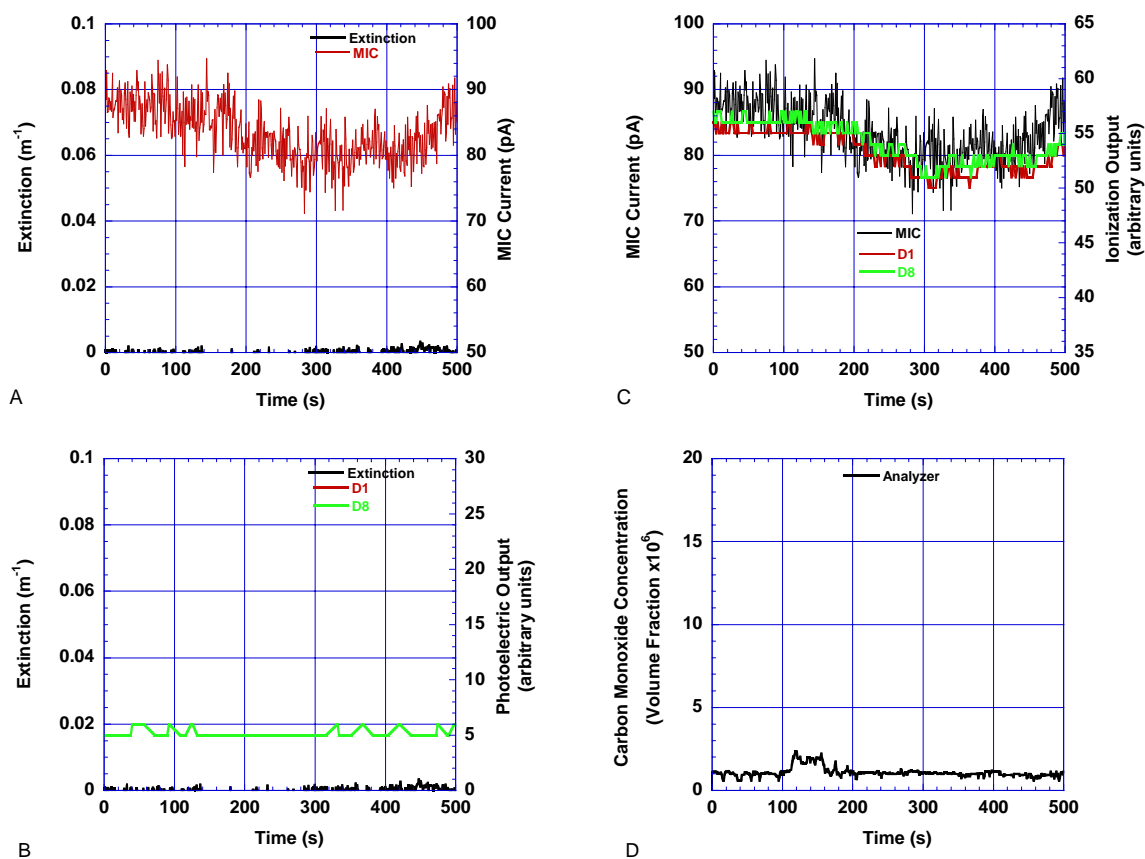 0.1
0.08
0.06
0.04
0.02
0
Extinction (m-1)
Extinction
MIC
100
90
80
70
60
50
MIC Current (pA)
0 100 200 300 400 500
Time (s)
A
100
90
80
70
60
50
MIC Current (pA)
MIC
D1
D8
65
60
55
50
45
40
35
Ionization Output
(arbitrary units)
0 100 200 300 400 500
Time (s)
C
0.1
0.08
0.06
0.04
0.02
0
Extinction (m-1)
Extinction
D1
D8
30
25
20
15
10
5
0
Photoelectric Output
(arbitrary units)
0 100 200 300 400 500
Time (s)
B
20
15
10
5
0
Carbon Monoxide Concentration
(Volume Fraction x106)
Analyzer
0 100 200 300 400 500
Time (s)
D